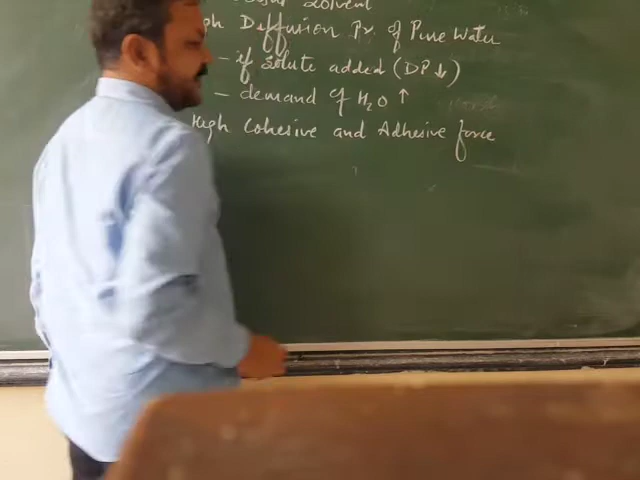 solvent
Diffusion Pr. of Pure Water
- if solute added (DP↓)
- demand of H2O ↑
High Cohesive and Adhesive force